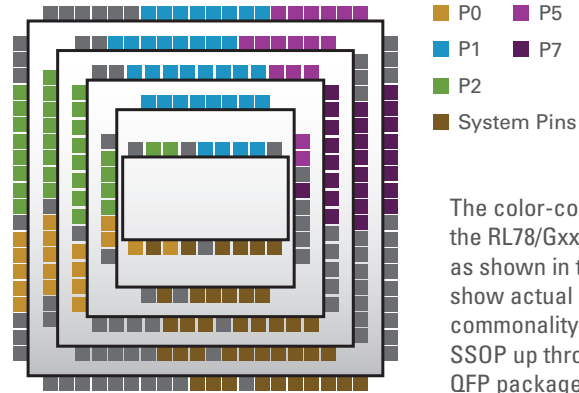 P0
P5
P1
P7
P2
System Pins
The color-co
the RL78/Gxx
as shown in t
show actual
commonality
SSOP up thro
QFP package